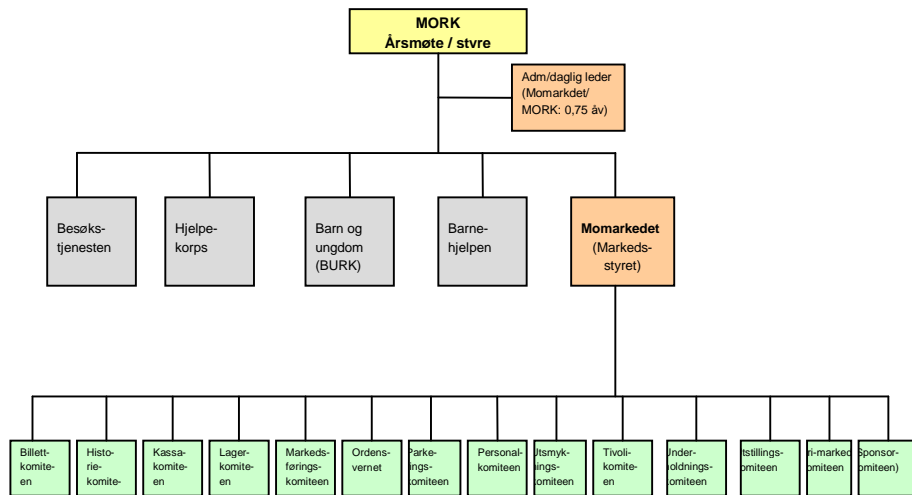 MORK
Årsmøte / stvre
Adm/daglig leder
(Momarkdet/
MORK: 0,75 åv)
Besøks-
tjenesten
Hjelpe-
korps
Barn og
ungdom
(BURK)
Barne-
hjelpen
Momarkedet
(Markeds-
styret)
Billett-
komite-
en
Histo-
rie-
komite-
Kassa-
komite-
en
Lager-
komite-
en
Markeds-
førings-
komiteen
Ordens-
vernet
Parke-
ings-
komiteen
Personal-
komiteen
Utsmyk-
nings-
komiteen
Tivoli-
komite-
en
Under-
holdnings-
komiteen
tstillings-
omiteen
ri-marked
omiteen
Sponsor-
omiteen)